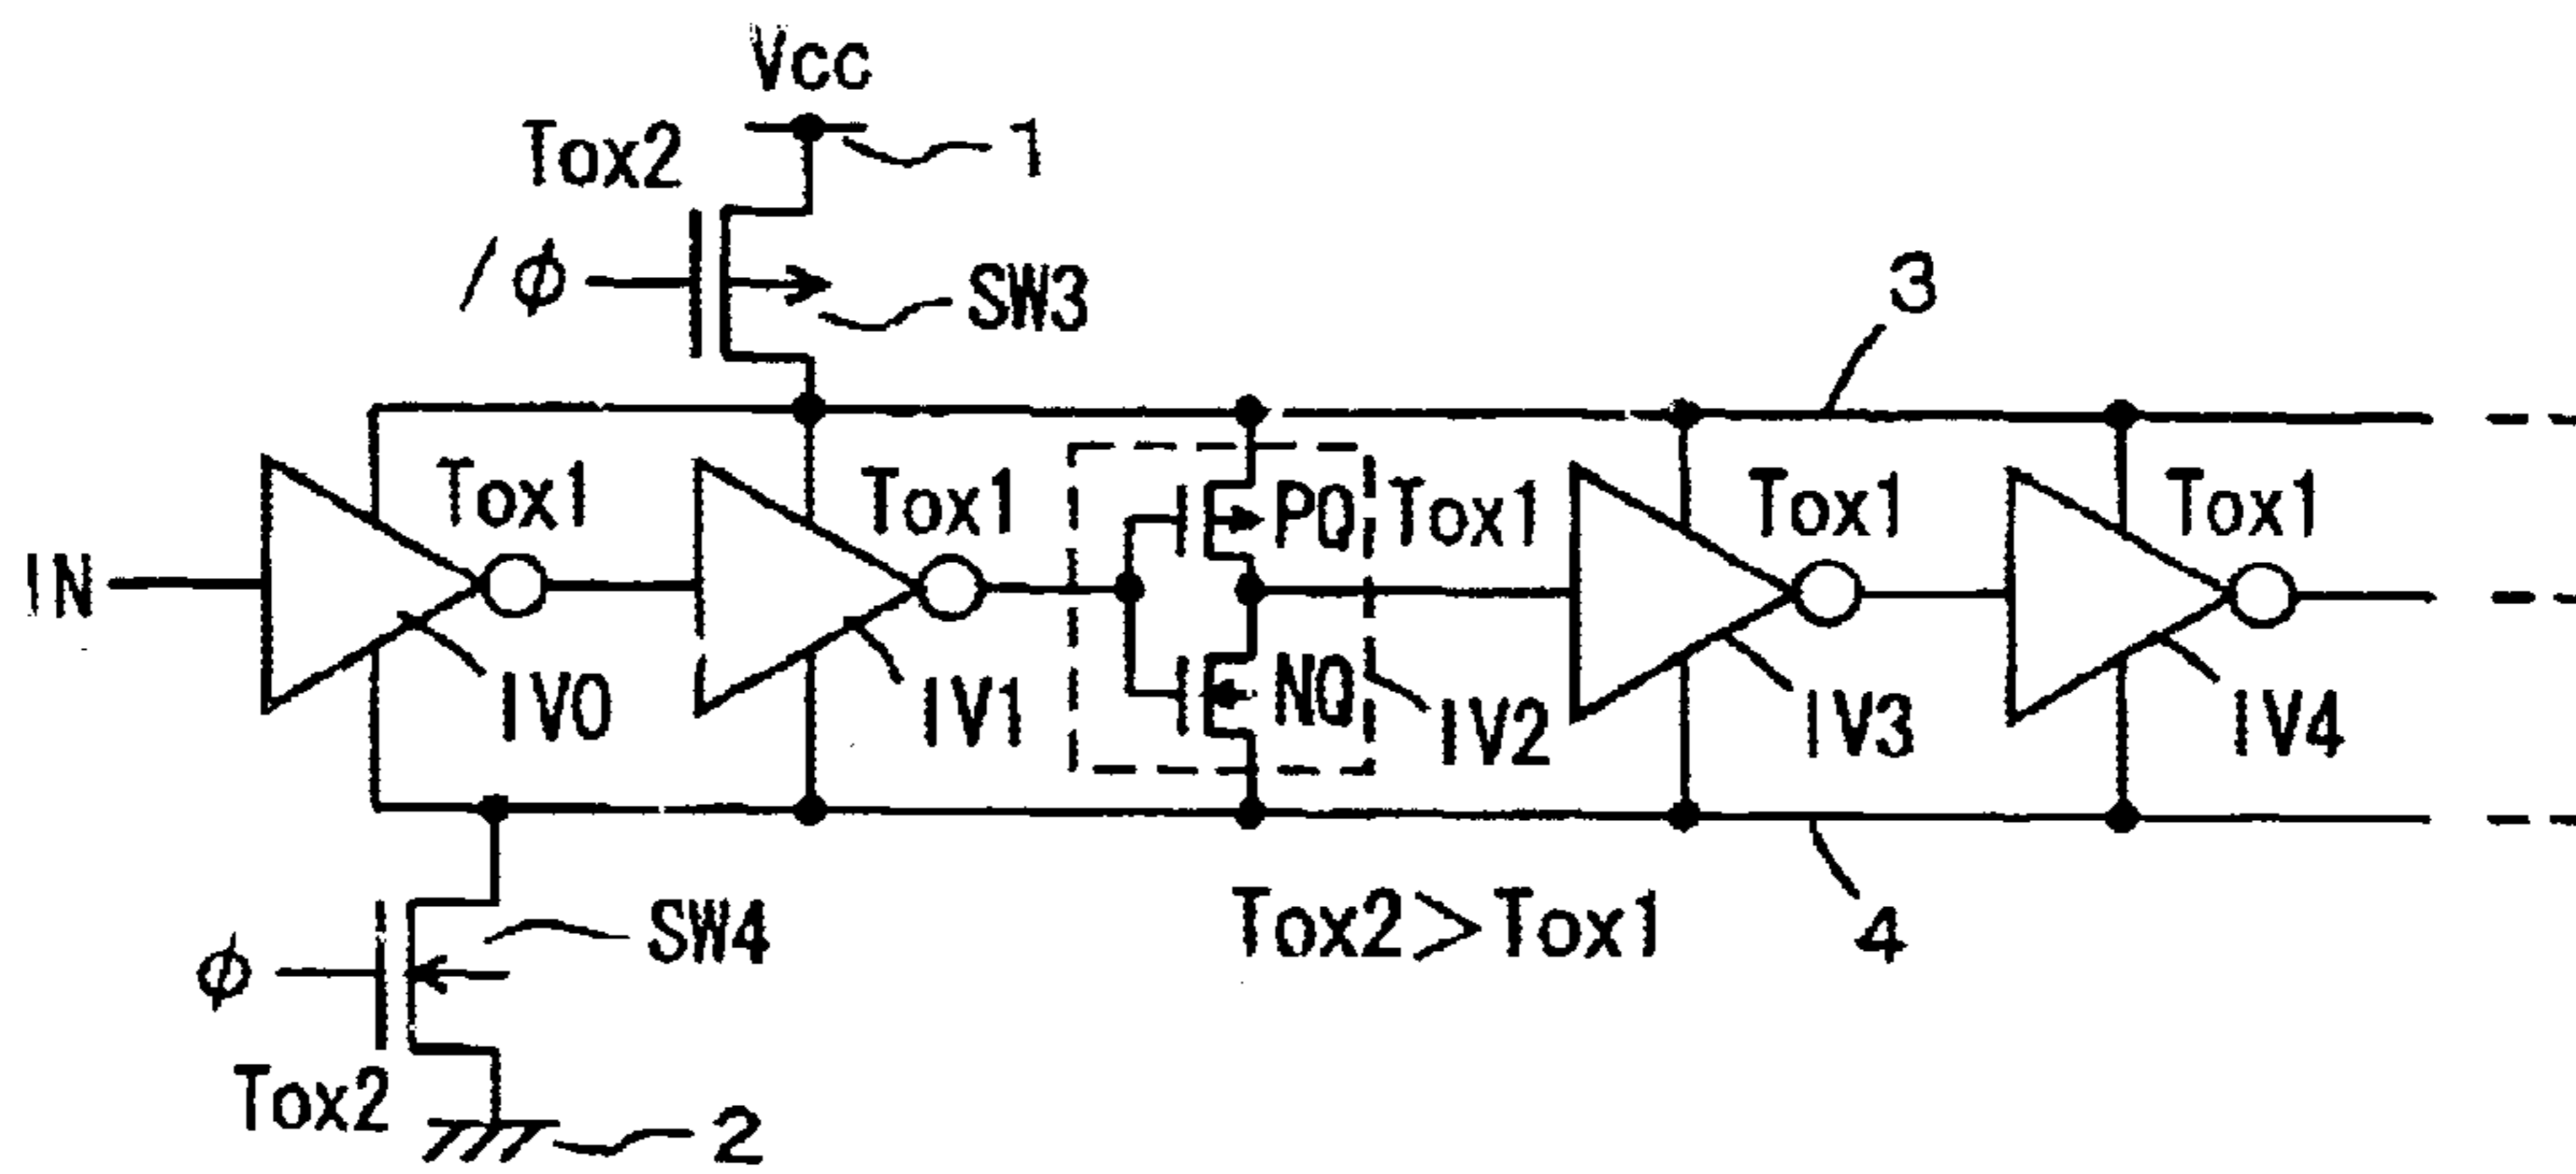 Vcc
Tox2
1
/φ
SW3
3
Tox1
Tox1
PQ
Tox1
Tox1
Tox1
IN
IV0
IV1
NQ
IV2
IV3
IV4
SW4
Tox2>Tox1
4
φ
Tox2
2